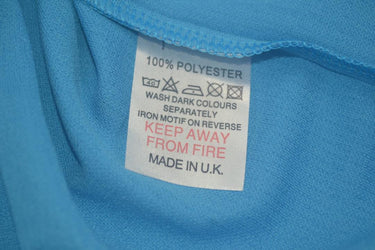 100% POLYESTER
WASH DARK COLOURS
SEPARATELY
IRON MOTIF ON REVERSE
KEEP AWAY
FROM FIRE
MADE IN U.K.